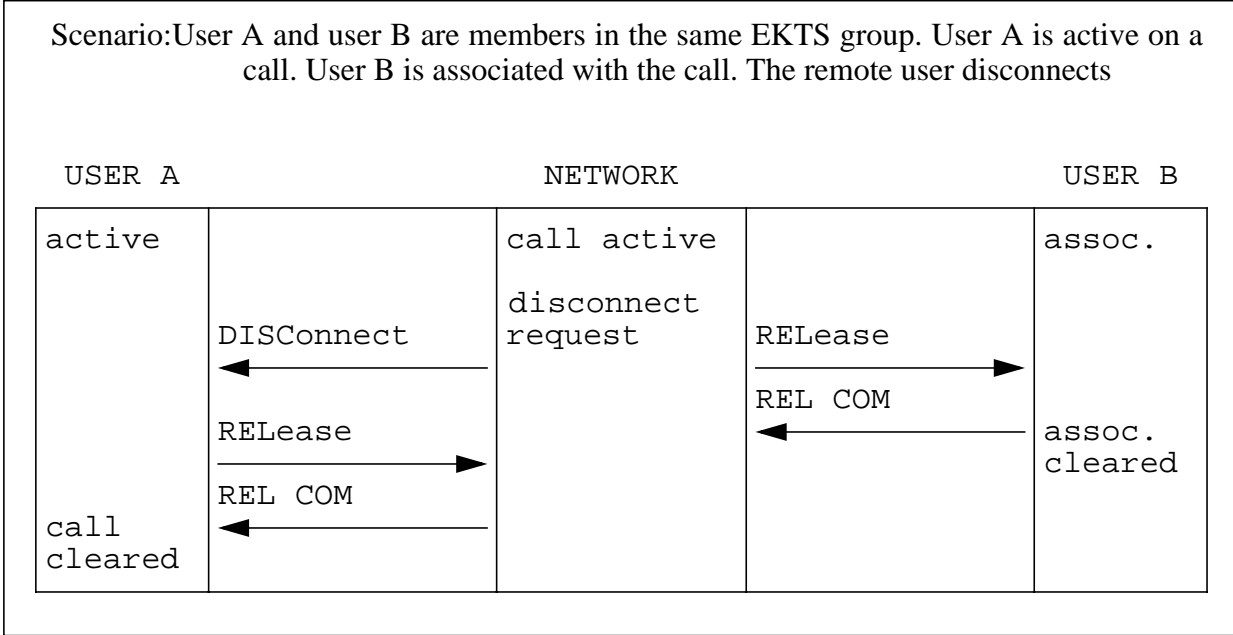 Scenario:User A and user B are members in the same EKTS group. User A is active on a
call. User B is associated with the call. The remote user disconnects
USER A NETWORK USER B
active call active assoc.
disconnect
DISConnect request RELease
REL COM
RELease assoc.
cleared
REL COM
call
cleared